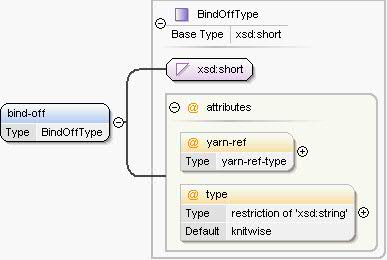 BindOffType
Base Type xsd:short
xsd:short
bind-off
Type BindOffType
@ attributes
@ yarn-ref
Type yarn-ref-type
@ type
Type restriction of 'xsd:string'
Default knitwise